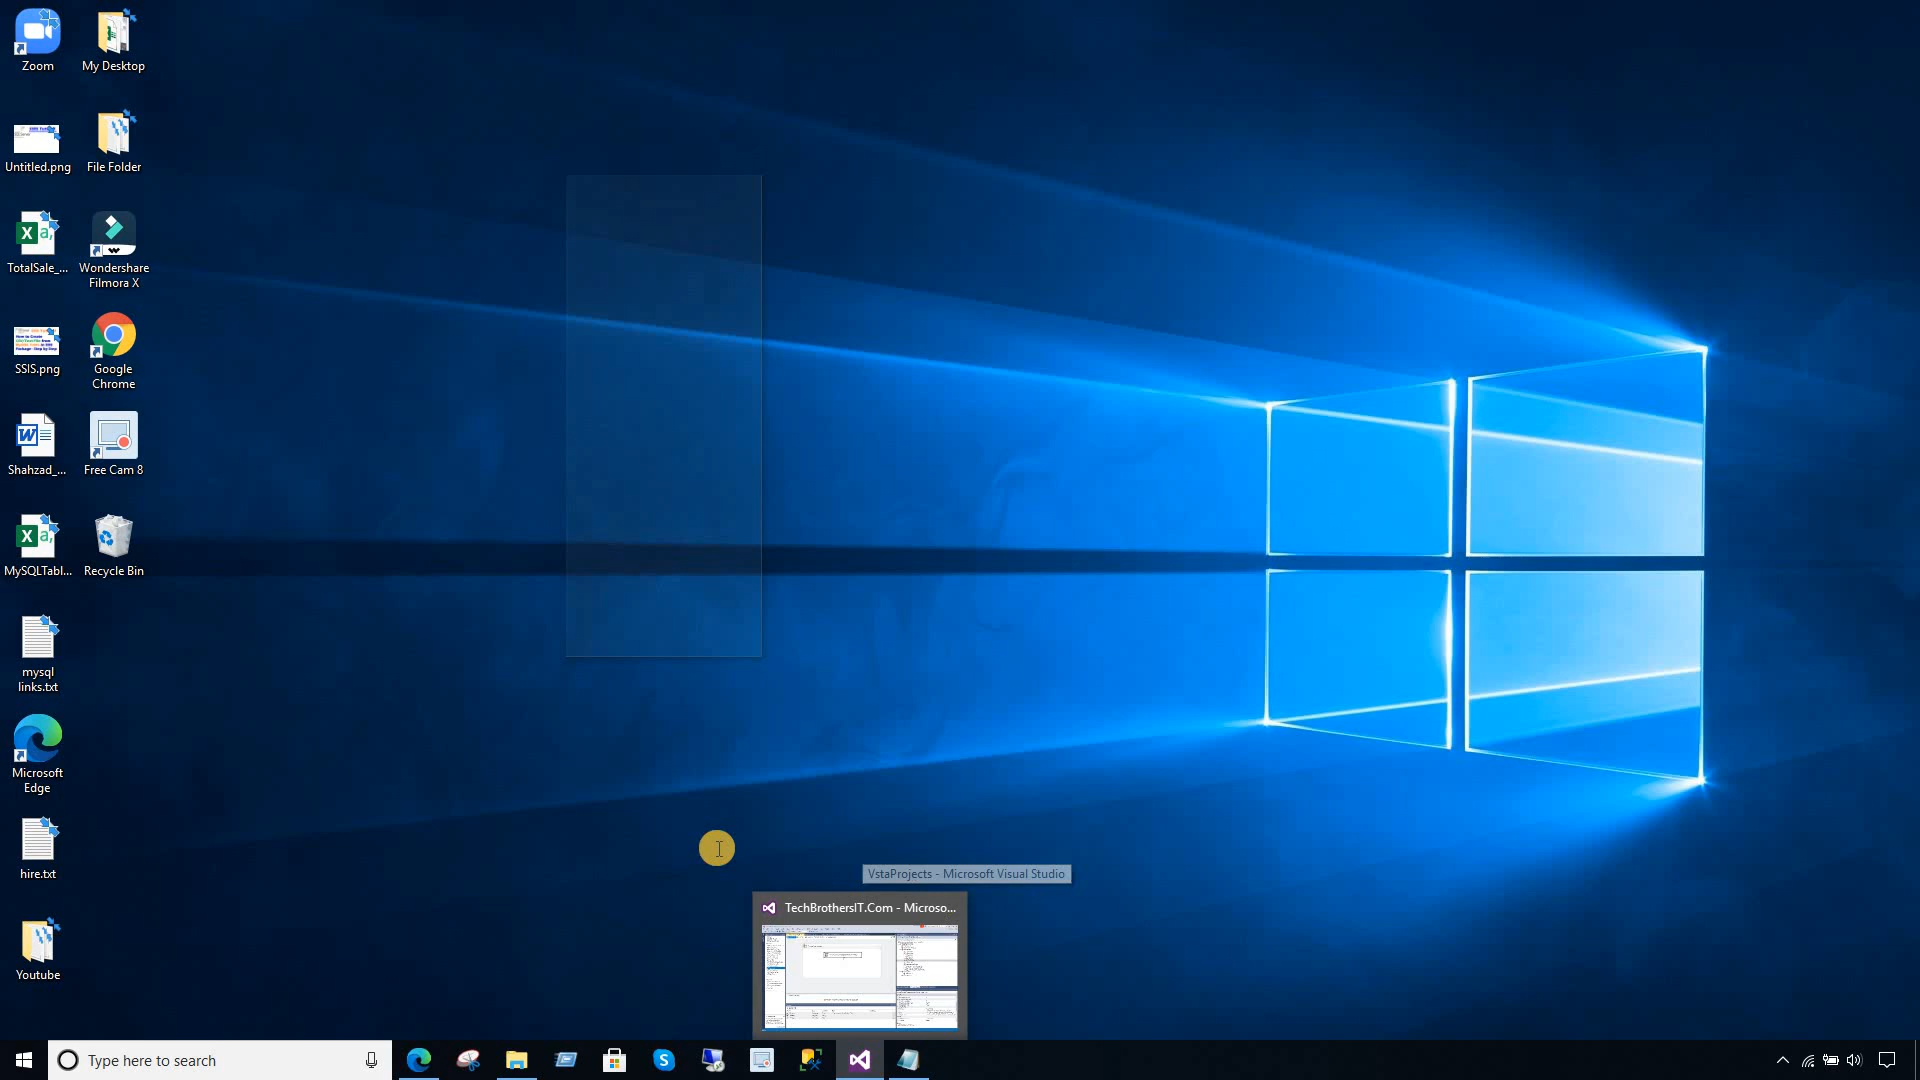 Zoom
My Desktop
Untitled.png
File Folder
TotalSale_...
Wondershare
Filmora X
SSIS.png
Google
Chrome
Shahzad_...
Free Cam 8
MySQLTabl...
Recycle Bin
mysql
links.txt
Microsoft
Edge
hire.txt
Youtube
VstaProjects - Microsoft Visual Studio
TechBrothersIT.Com - Microso...
Type here to search